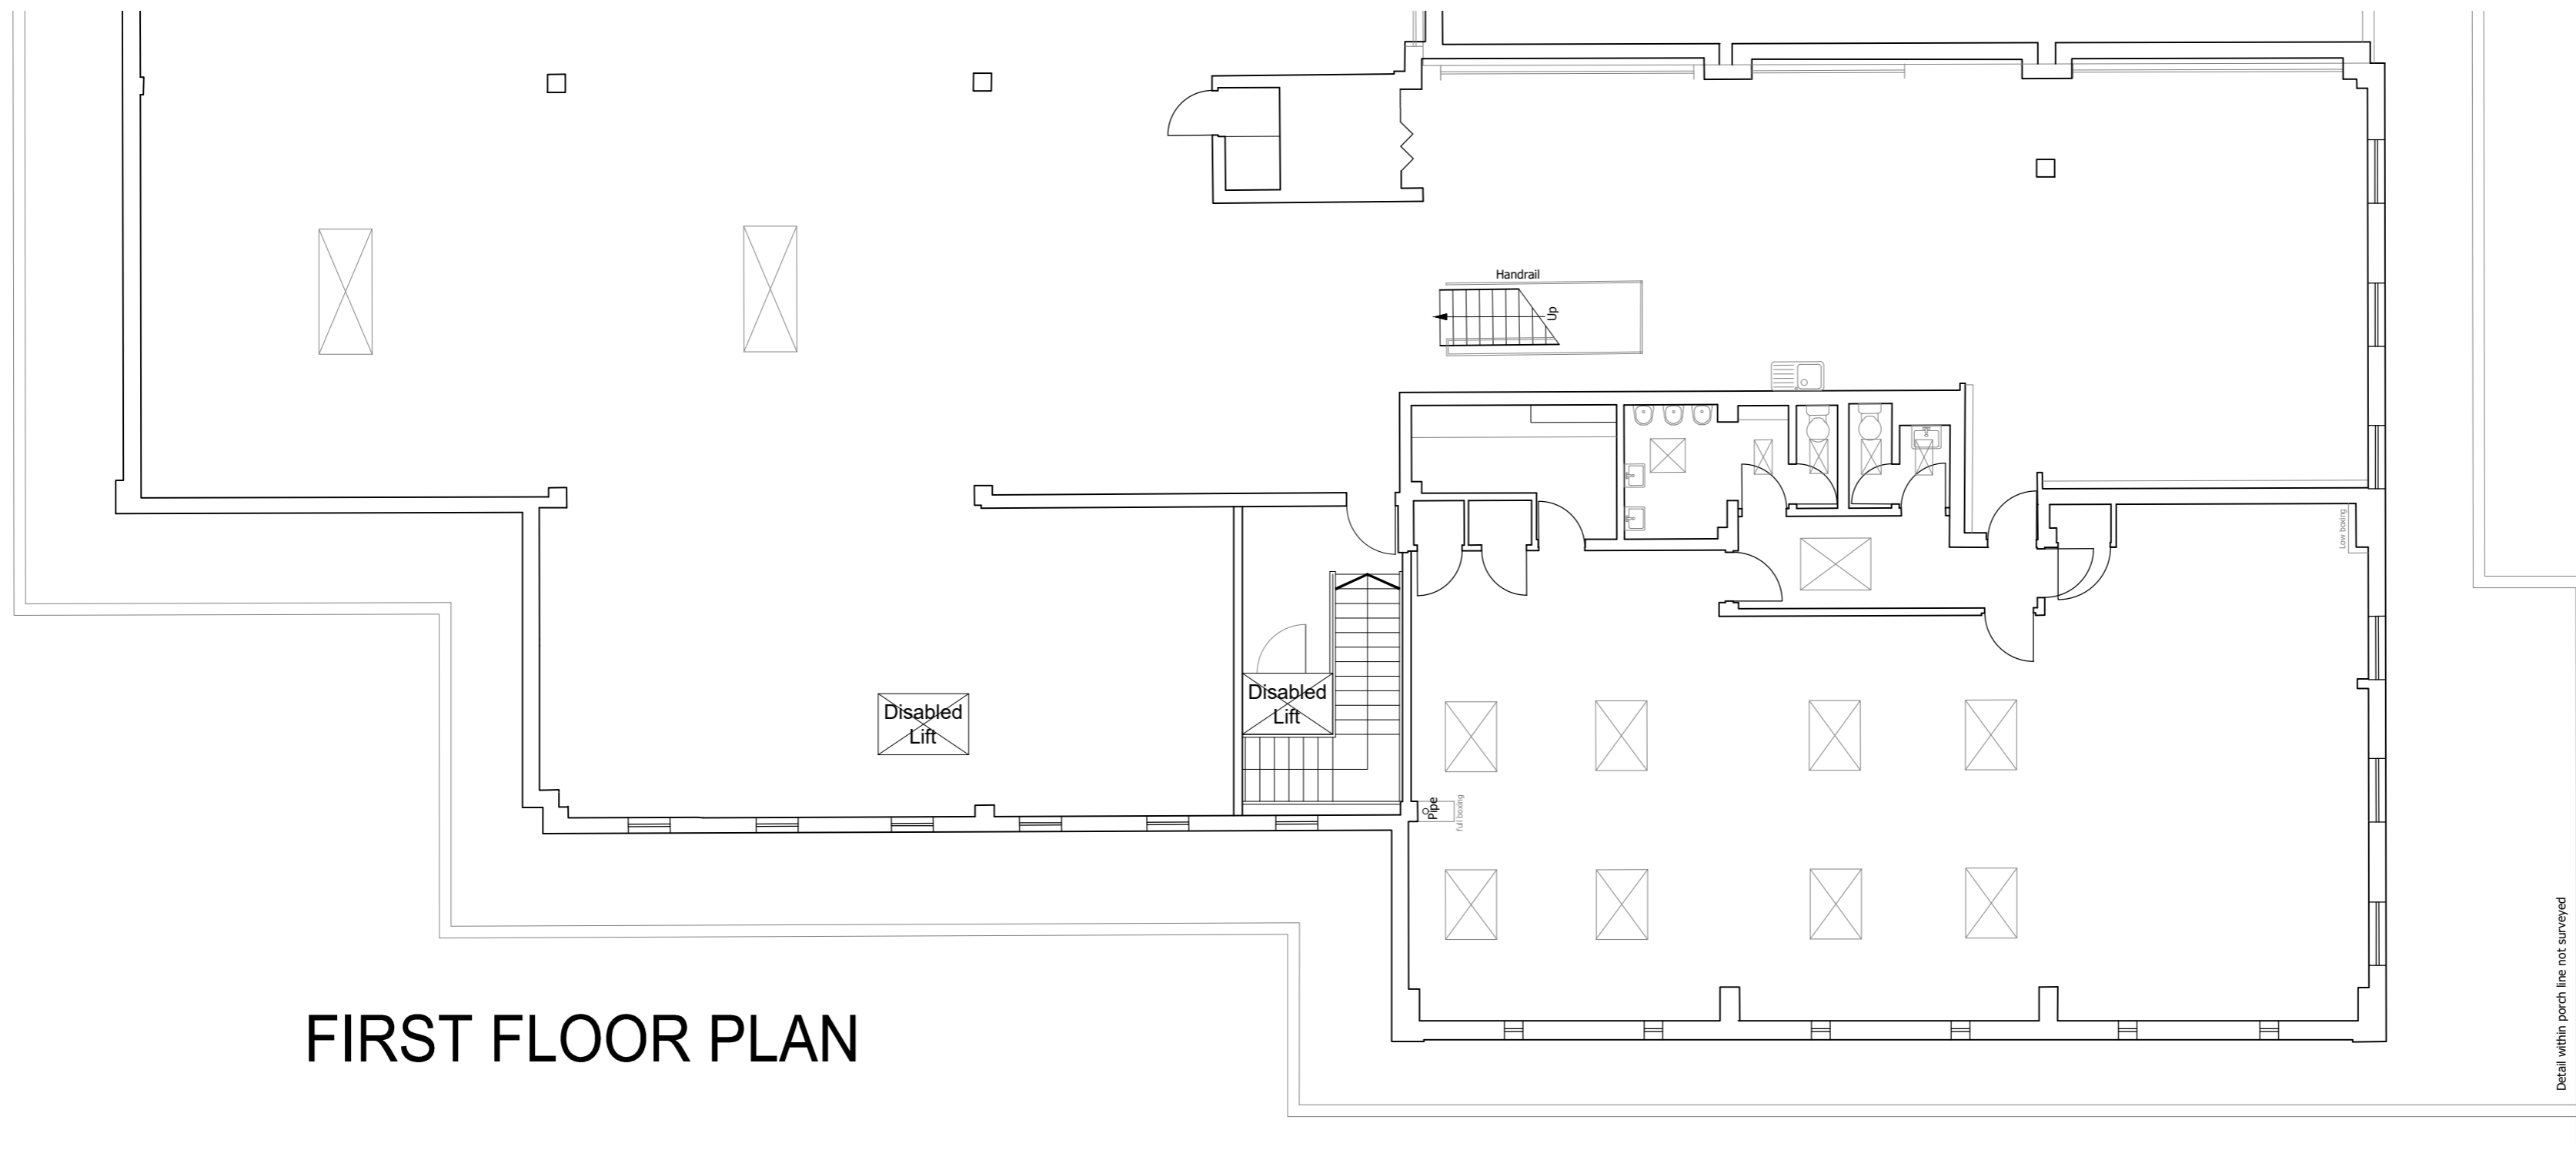 Handrail
Up
Low boxing
Disabled
Lift
Disabled
Lift
Pipe
full boxing
FIRST FLOOR PLAN
Detail within porch line not surveyed